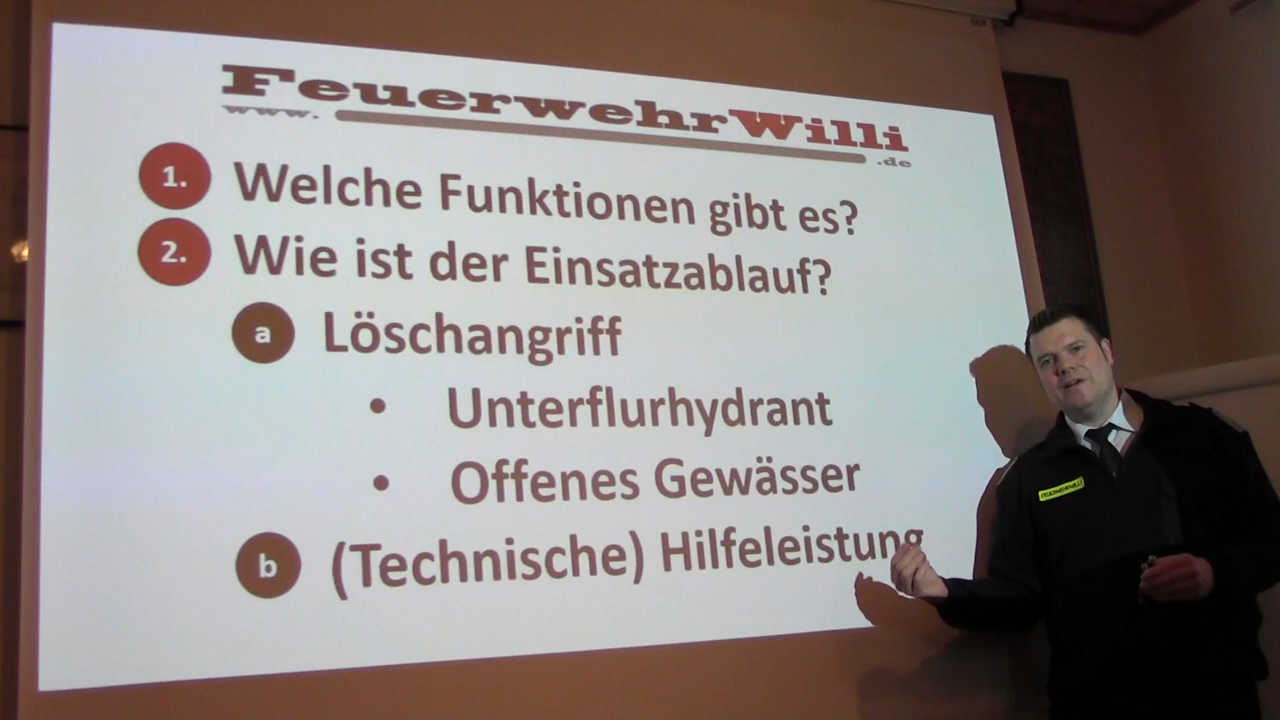 FeuerwehrWilli
www.
.de
1. Welche Funktionen gibt es?
2. Wie ist der Einsatzablauf?
a Löschangriff
• Unterflurhydrant
• Offenes Gewässer
b (Technische) Hilfeleistung
FEUERWEHRWILLI